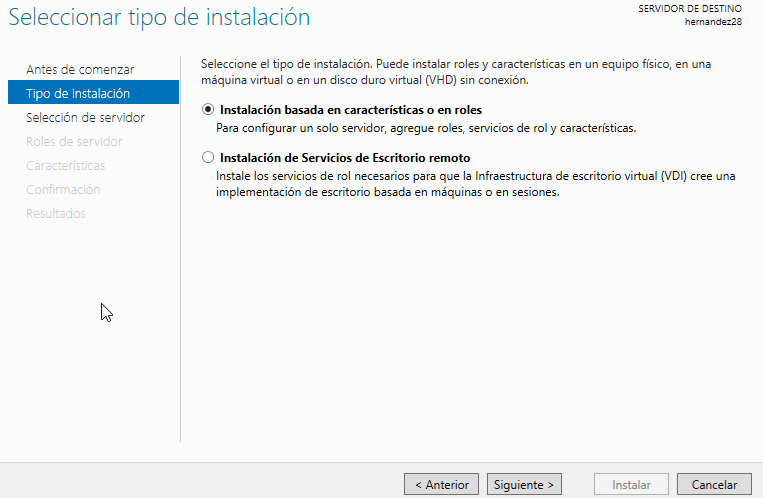 Seleccionar tipo de instalación
SERVIDOR DE DESTINO
hernandez28
Antes de comenzar
Tipo de instalación
Selección de servidor
Roles de servidor
Características
Confirmación
Resultados
Seleccione el tipo de instalación. Puede instalar roles y características en un equipo físico, en una
máquina virtual o en un disco duro virtual (VHD) sin conexión.
Instalación basada en características o en roles
Para configurar un solo servidor, agregue roles, servicios de rol y características.
Instalación de Servicios de Escritorio remoto
Instale los servicios de rol necesarios para que la Infraestructura de escritorio virtual (VDI) cree una
implementación de escritorio basada en máquinas o en sesiones.
< Anterior
Siguiente >
Instalar
Cancelar